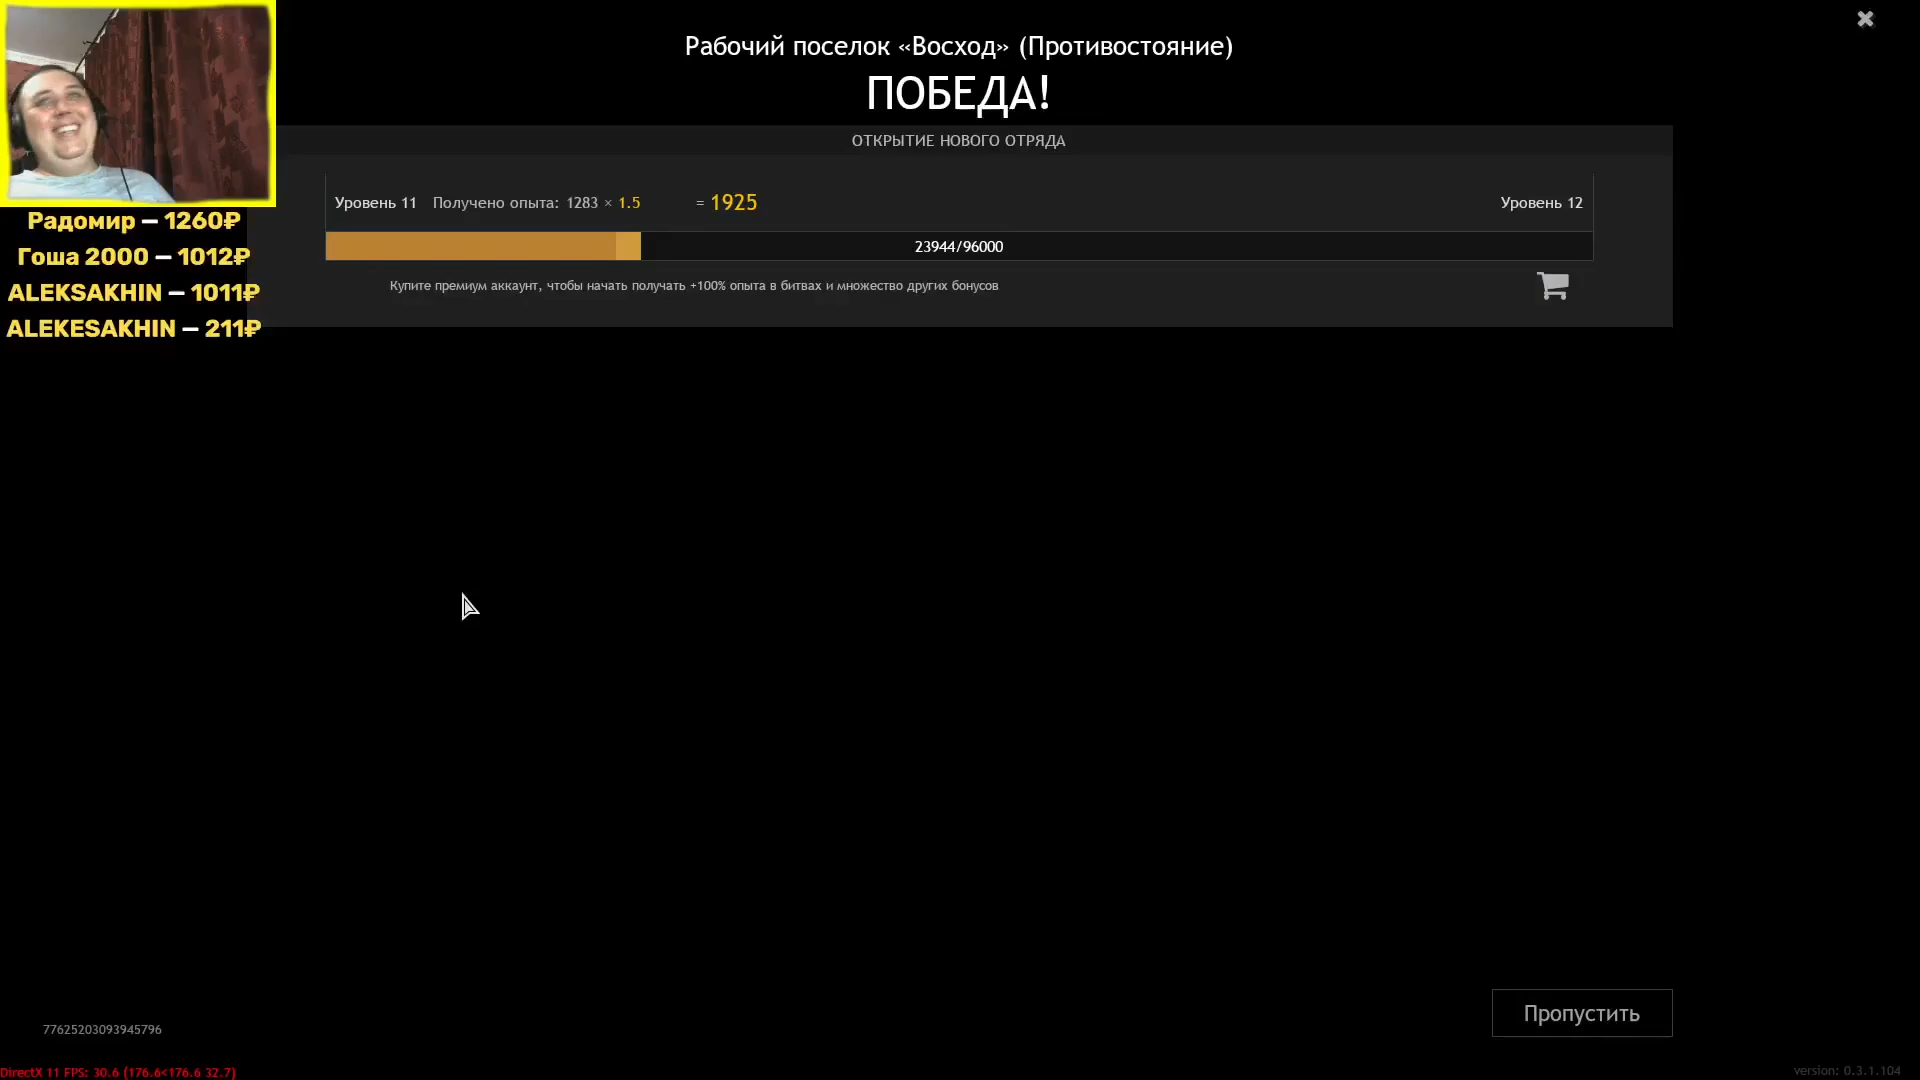 Рабочий поселок «Восход» (Противостояние)
ПОБЕДА!
ОТКРЫТИЕ НОВОГО ОТРЯДА
Уровень 11 Получено опыта: 1283 × 1.5 = 1925 Уровень 12
23944/96000
Купите премиум аккаунт, чтобы начать получать +100% опыта в битвах и множество других бонусов
Радомир — 1260₽
Гоша 2000 — 1012₽
ALEKSAKHIN — 1011₽
ALEKESAKHIN — 211₽
Пропустить
77625203093945796
DirectX 11 FPS: 30.6 (176.6<176.6 32.7)
version: 0.3.1.104